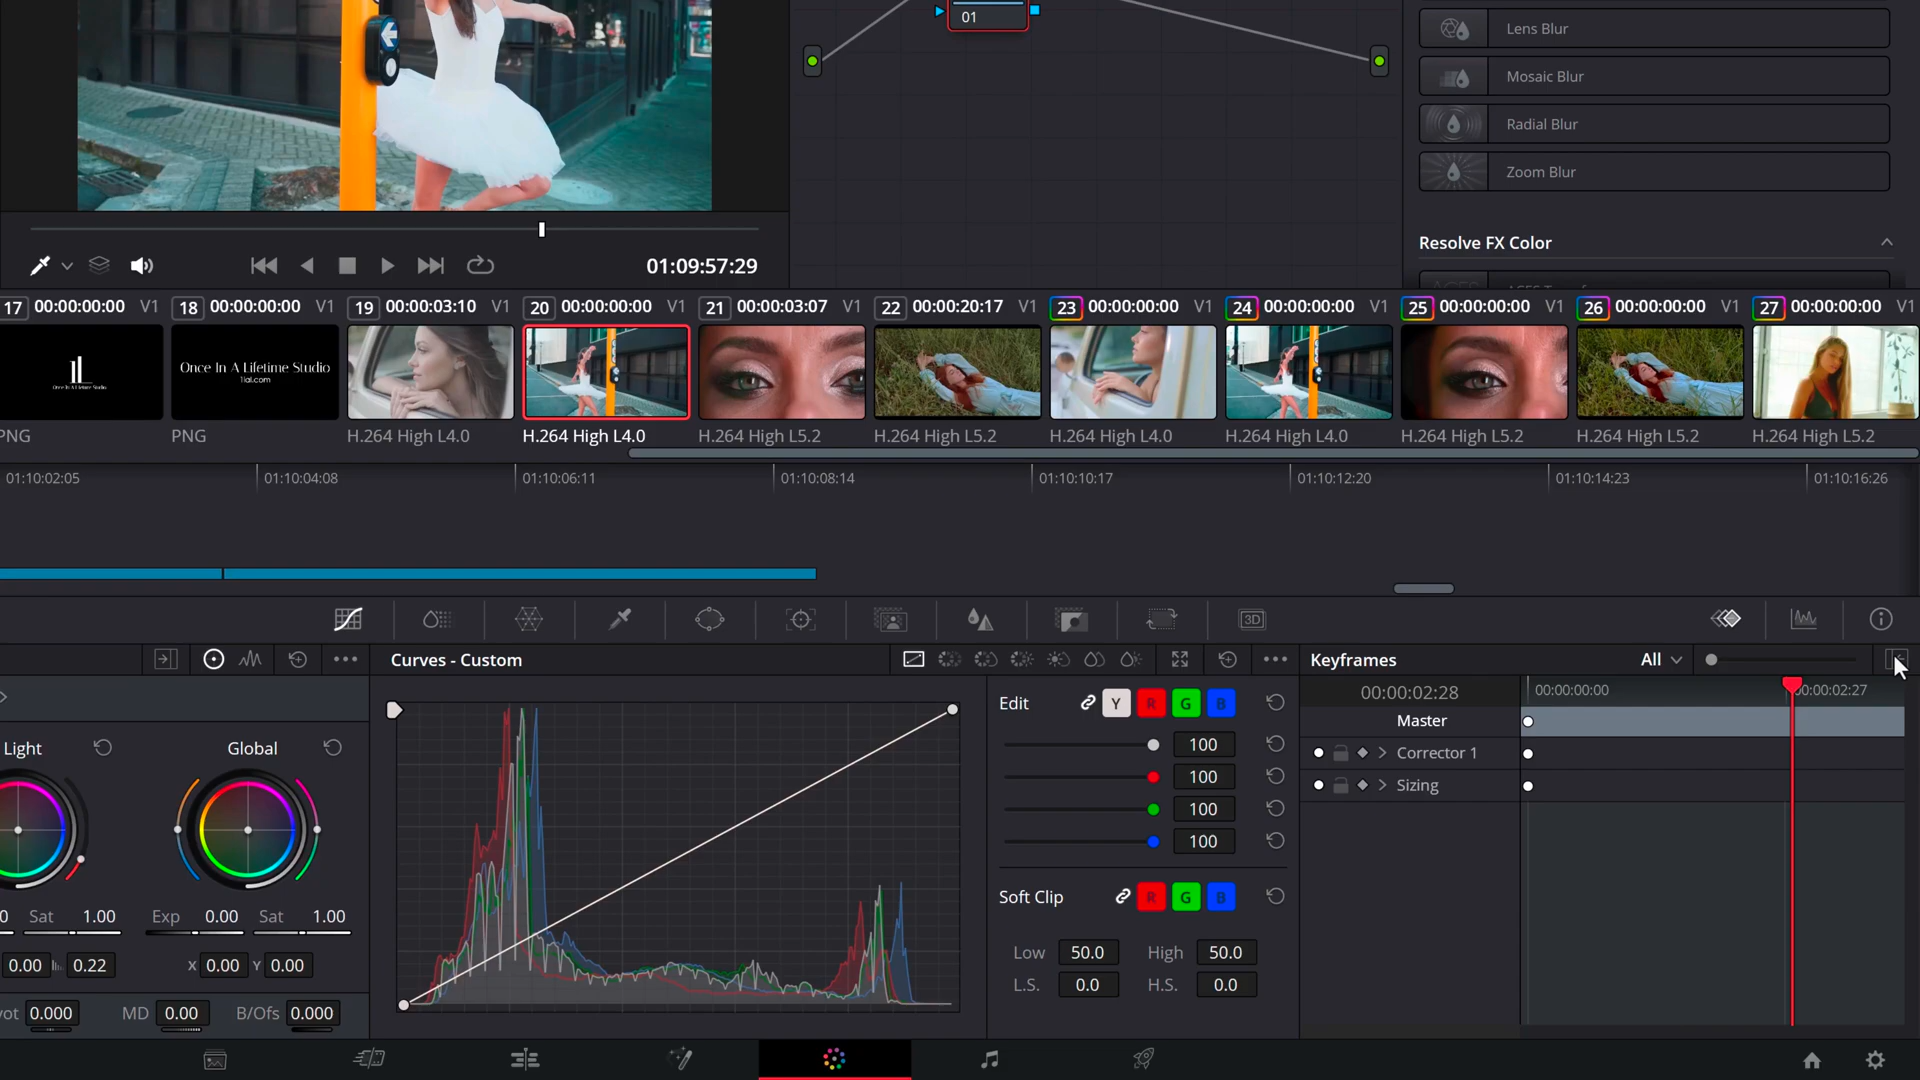 01
Lens Blur
Mosaic Blur
Radial Blur
Zoom Blur
Resolve FX Color
01:09:57:29
17 00:00:00:00 V1
18 00:00:00:00 V1
19 00:00:03:10 V1
20 00:00:00:00 V1
21 00:00:03:07 V1
22 00:00:20:17 V1
23 00:00:00:00 V1
24 00:00:00:00 V1
25 00:00:00:00 V1
26 00:00:00:00 V1
27 00:00:00:00 V1
Once In A Lifetime Studio
Once In A Lifetime Studio
1lal.com
PNG
PNG
H.264 High L4.0
H.264 High L4.0
H.264 High L5.2
H.264 High L5.2
H.264 High L4.0
H.264 High L4.0
H.264 High L5.2
H.264 High L5.2
H.264 High L5.2
01:10:02:05
01:10:04:08
01:10:06:11
01:10:08:14
01:10:10:17
01:10:12:20
01:10:14:23
01:10:16:26
3D
Curves - Custom
Keyframes
All
Light
Global
0 Sat 1.00
Exp 0.00 Sat 1.00
0.00 0.22
X 0.00 Y 0.00
vot 0.000
MD 0.00
B/Ofs 0.000
Edit
Y R G B
100
100
100
100
Soft Clip
R G B
Low 50.0 High 50.0
L.S. 0.0 H.S. 0.0
00:00:02:28
00:00:00:00
00:00:02:27
Master
Corrector 1
Sizing